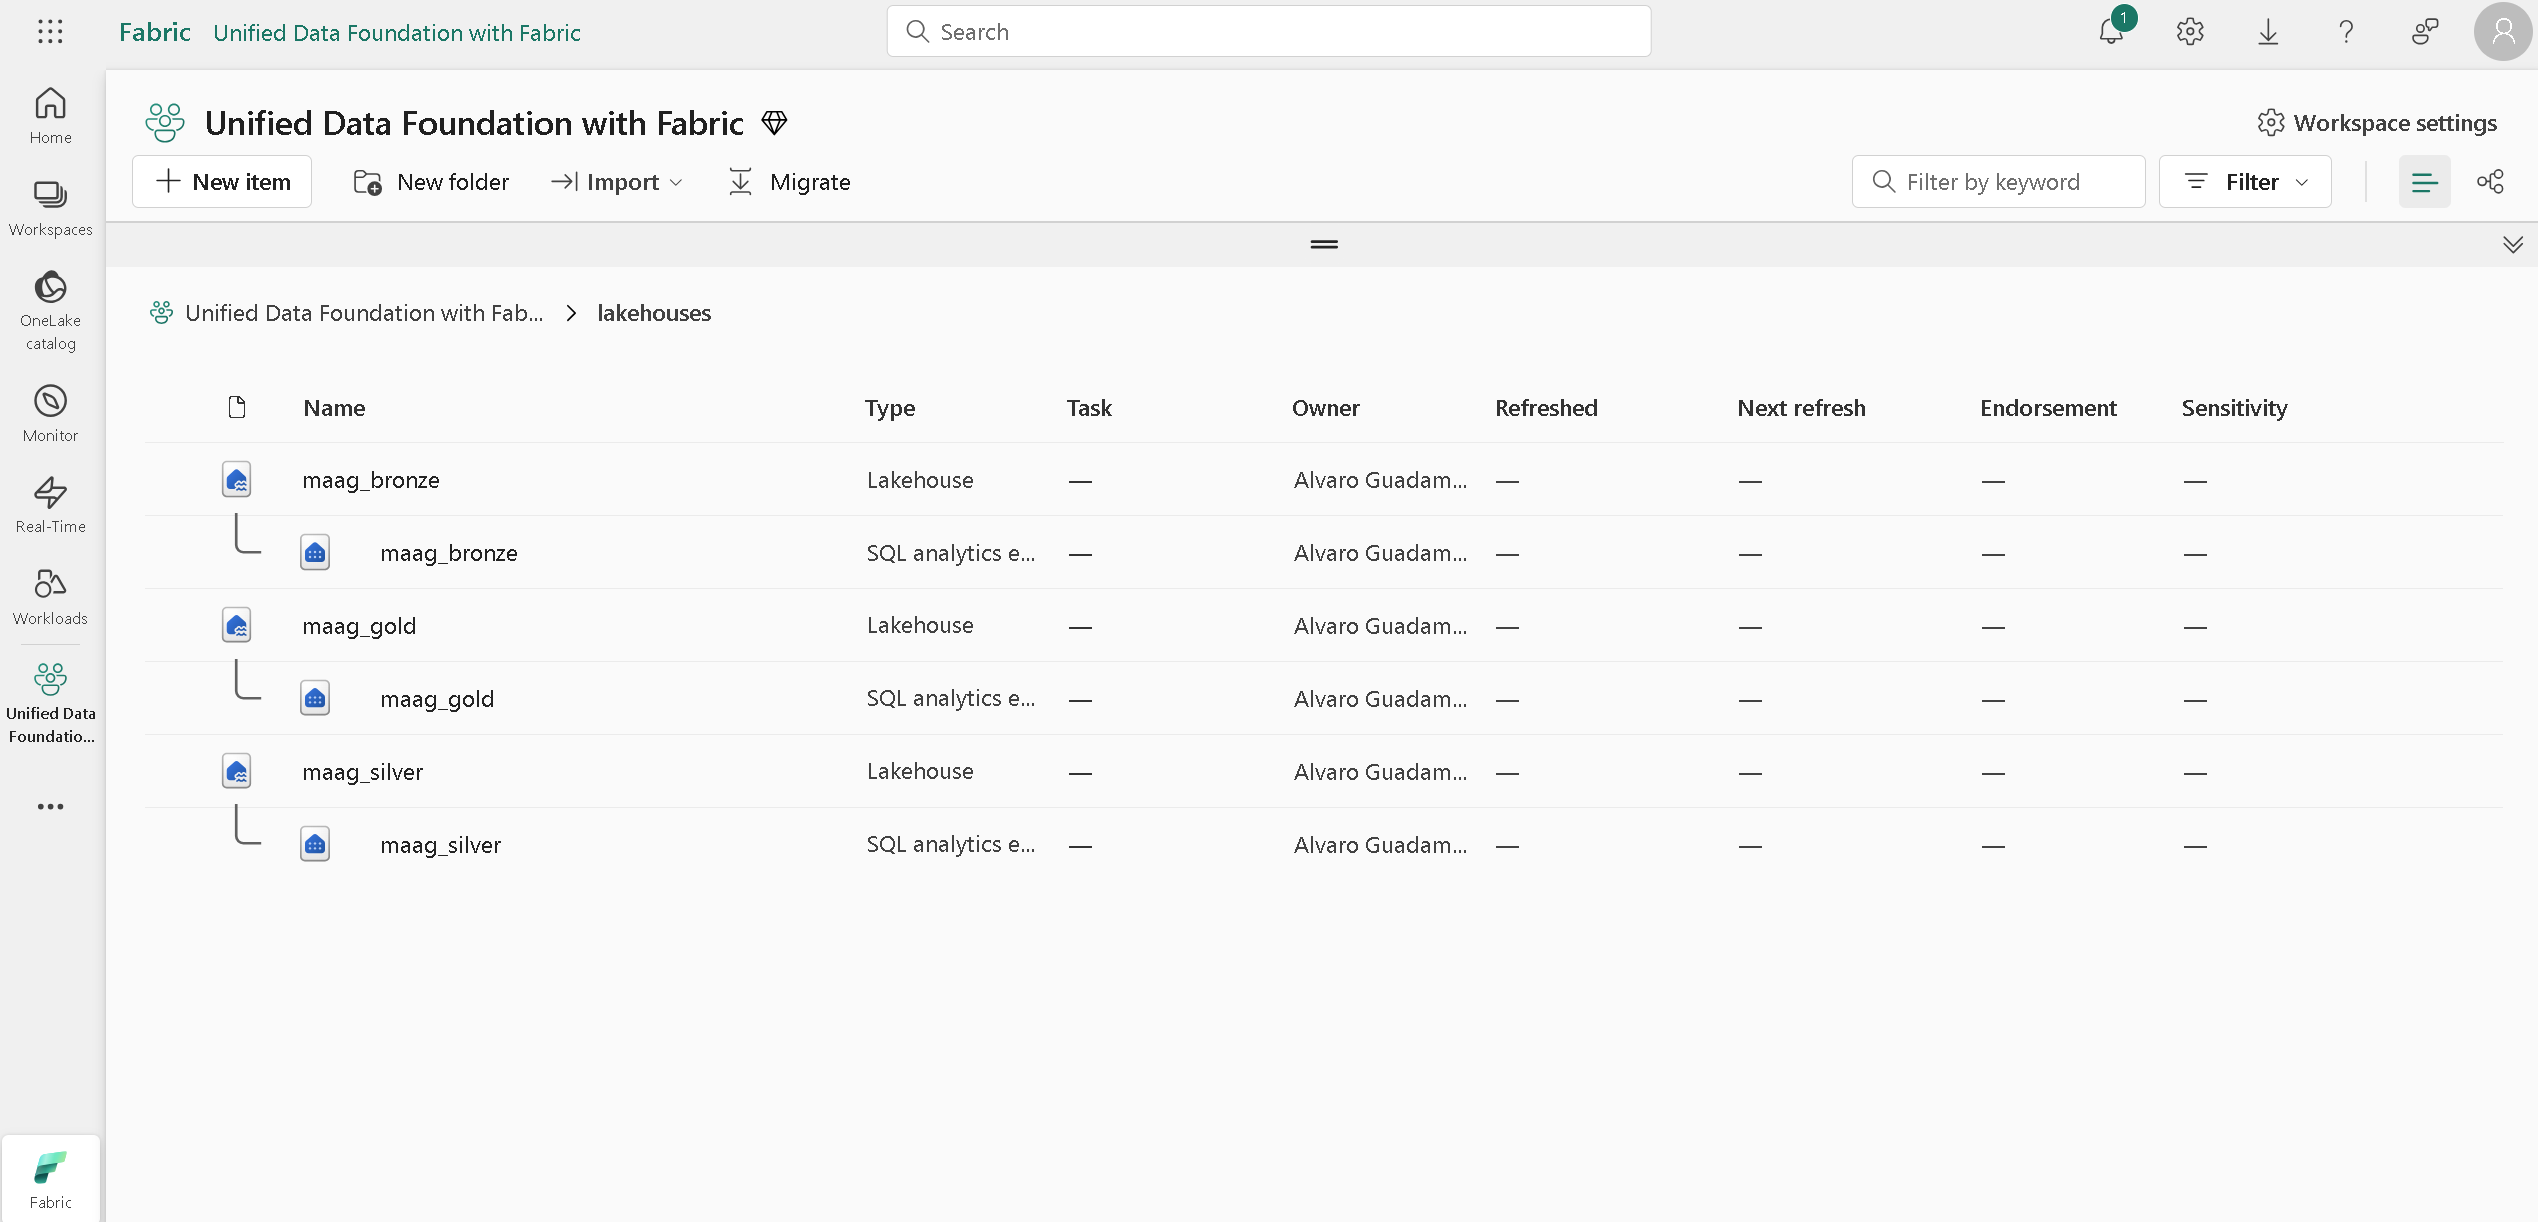 Fabric Unified Data Foundation with Fabric
Search
1
Home
Workspaces
OneLake
catalog
Monitor
Real-Time
Workloads
Unified Data
Foundatio...
Fabric
Unified Data Foundation with Fabric
Workspace settings
New item New folder Import Migrate
Filter by keyword Filter
Unified Data Foundation with Fab... lakehouses
Name Type Task Owner Refreshed Next refresh Endorsement Sensitivity
maag_bronze Lakehouse — Alvaro Guadam... — — — —
maag_bronze SQL analytics e... — Alvaro Guadam... — — — —
maag_gold Lakehouse — Alvaro Guadam... — — — —
maag_gold SQL analytics e... — Alvaro Guadam... — — — —
maag_silver Lakehouse — Alvaro Guadam... — — — —
maag_silver SQL analytics e... — Alvaro Guadam... — — — —